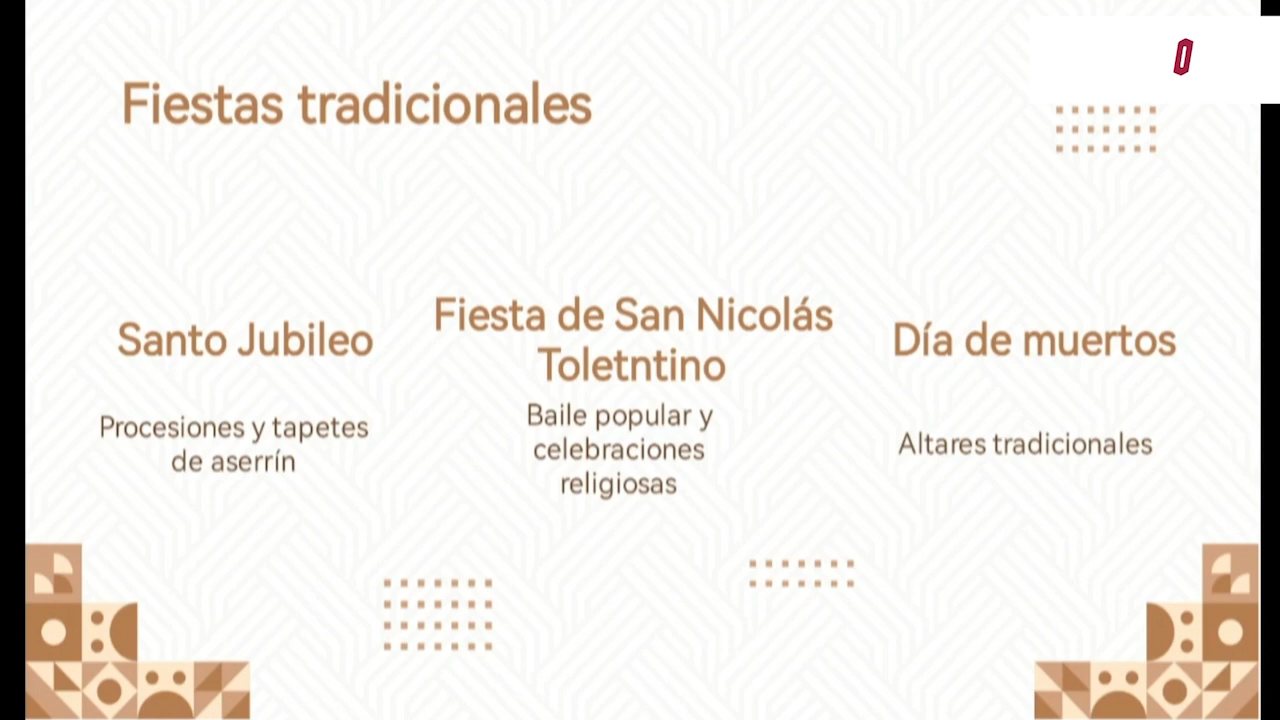 Fiestas tradicionales
Santo Jubileo
Procesiones y tapetes
de aserrín
Fiesta de San Nicolás
Toletntino
Baile popular y
celebraciones
religiosas
Día de muertos
Altares tradicionales